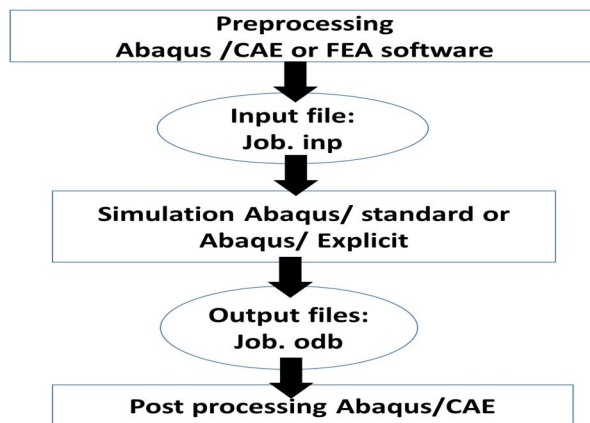 Preprocessing
Abaqus /CAE or FEA software
Input file:
Job. inp
Simulation Abaqus/ standard or
Abaqus/ Explicit
Output files:
Job. odb
Post processing Abaqus/CAE